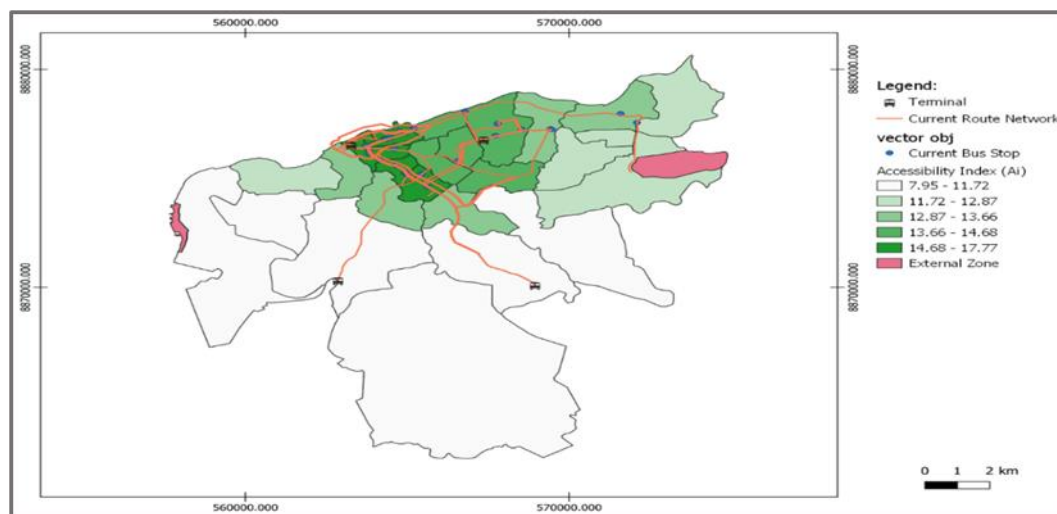 560000.000 570000.000
8880000.000 8880000.000
Legend:
Terminal
Current Route Network
vector obj
Current Bus Stop
Accessibility Index (Ai)
7.95 - 11.72
11.72 - 12.87
12.87 - 13.66
13.66 - 14.68
14.68 - 17.77
External Zone
8870000.000 8870000.000
0 1 2 km
560000.000 570000.000